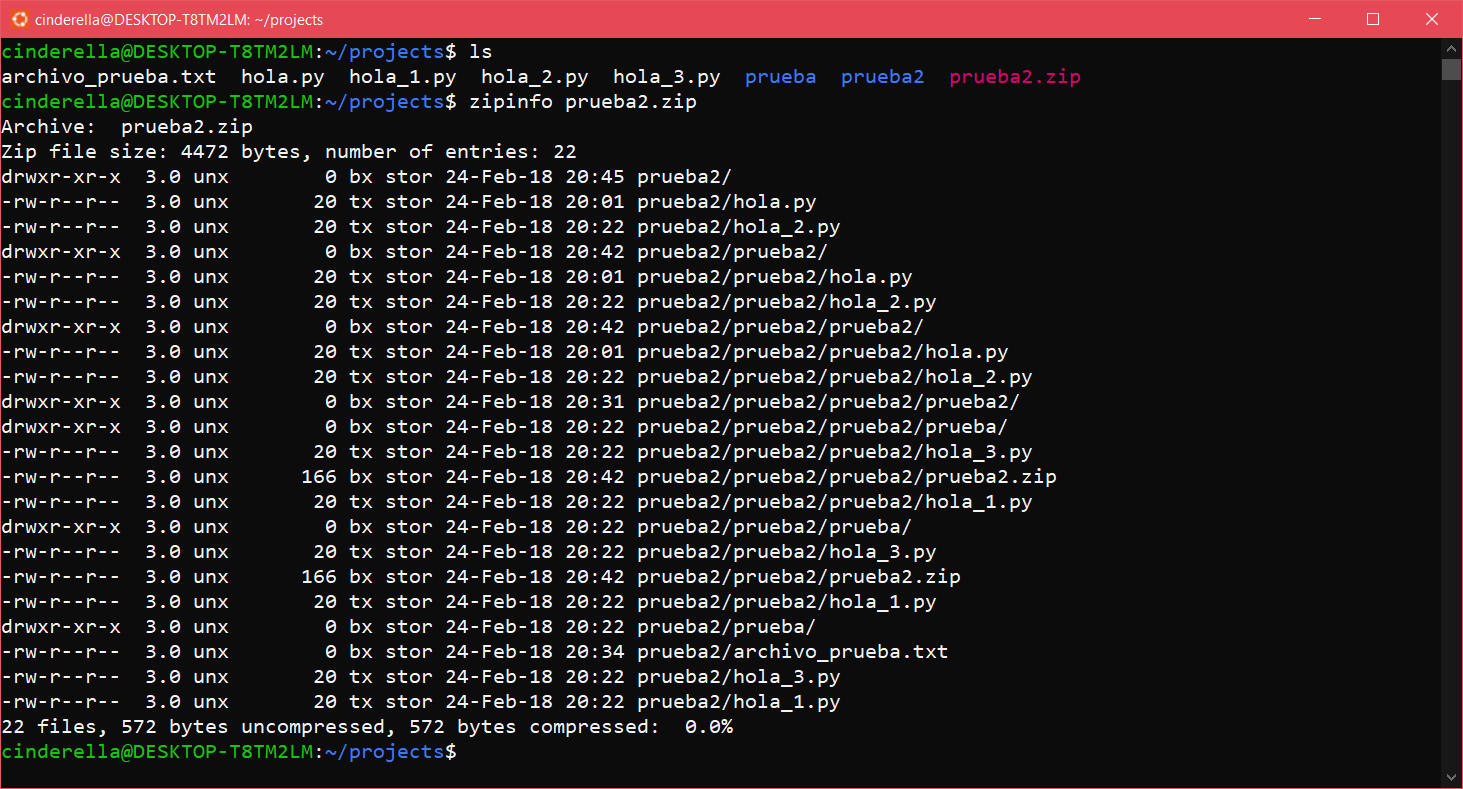 cinderella@DESKTOP-T8TM2LM: ~/projects
cinderella@DESKTOP-T8TM2LM:~/projects$ ls
archivo_prueba.txt  hola.py  hola_1.py  hola_2.py  hola_3.py  prueba  prueba2  prueba2.zip
cinderella@DESKTOP-T8TM2LM:~/projects$ zipinfo prueba2.zip
Archive:  prueba2.zip
Zip file size: 4472 bytes, number of entries: 22
drwxr-xr-x  3.0 unx        0 bx stor 24-Feb-18 20:45 prueba2/
-rw-r--r--  3.0 unx       20 tx stor 24-Feb-18 20:01 prueba2/hola.py
-rw-r--r--  3.0 unx       20 tx stor 24-Feb-18 20:22 prueba2/hola_2.py
drwxr-xr-x  3.0 unx        0 bx stor 24-Feb-18 20:42 prueba2/prueba2/
-rw-r--r--  3.0 unx       20 tx stor 24-Feb-18 20:01 prueba2/prueba2/hola.py
-rw-r--r--  3.0 unx       20 tx stor 24-Feb-18 20:22 prueba2/prueba2/hola_2.py
drwxr-xr-x  3.0 unx        0 bx stor 24-Feb-18 20:42 prueba2/prueba2/prueba2/
-rw-r--r--  3.0 unx       20 tx stor 24-Feb-18 20:01 prueba2/prueba2/prueba2/hola.py
-rw-r--r--  3.0 unx       20 tx stor 24-Feb-18 20:22 prueba2/prueba2/prueba2/hola_2.py
drwxr-xr-x  3.0 unx        0 bx stor 24-Feb-18 20:31 prueba2/prueba2/prueba2/prueba2/
drwxr-xr-x  3.0 unx        0 bx stor 24-Feb-18 20:22 prueba2/prueba2/prueba2/prueba/
-rw-r--r--  3.0 unx       20 tx stor 24-Feb-18 20:22 prueba2/prueba2/prueba2/hola_3.py
-rw-r--r--  3.0 unx      166 bx stor 24-Feb-18 20:42 prueba2/prueba2/prueba2/prueba2.zip
-rw-r--r--  3.0 unx       20 tx stor 24-Feb-18 20:22 prueba2/prueba2/prueba2/hola_1.py
drwxr-xr-x  3.0 unx        0 bx stor 24-Feb-18 20:22 prueba2/prueba2/prueba/
-rw-r--r--  3.0 unx       20 tx stor 24-Feb-18 20:22 prueba2/prueba2/hola_3.py
-rw-r--r--  3.0 unx      166 bx stor 24-Feb-18 20:42 prueba2/prueba2/prueba2.zip
-rw-r--r--  3.0 unx       20 tx stor 24-Feb-18 20:22 prueba2/prueba2/hola_1.py
drwxr-xr-x  3.0 unx        0 bx stor 24-Feb-18 20:22 prueba2/prueba/
-rw-r--r--  3.0 unx        0 bx stor 24-Feb-18 20:34 prueba2/archivo_prueba.txt
-rw-r--r--  3.0 unx       20 tx stor 24-Feb-18 20:22 prueba2/hola_3.py
-rw-r--r--  3.0 unx       20 tx stor 24-Feb-18 20:22 prueba2/hola_1.py
22 files, 572 bytes uncompressed, 572 bytes compressed:  0.0%
cinderella@DESKTOP-T8TM2LM:~/projects$